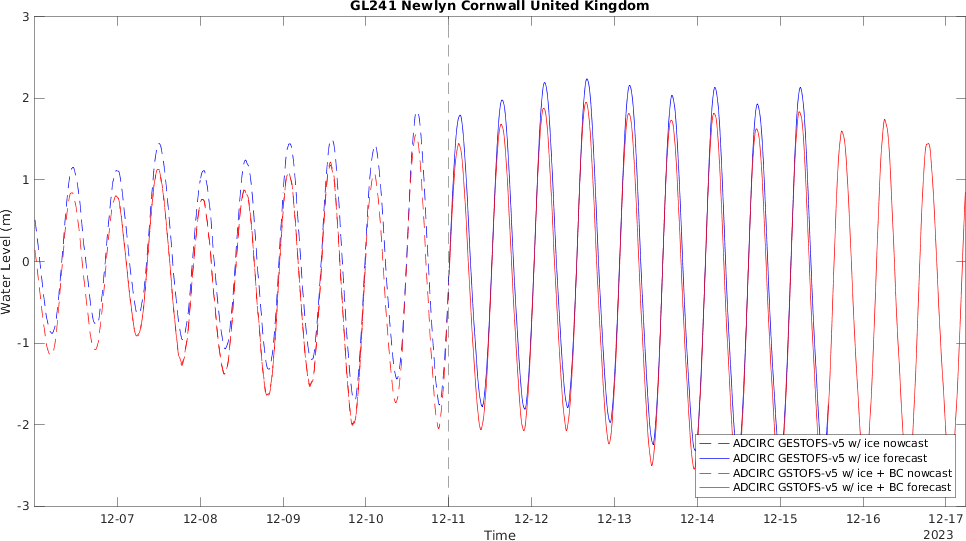 GL241 Newlyn Cornwall United Kingdom
3
2
1
0
-1
-2
-3
Water Level (m)
ADCIRC GESTOFS-v5 w/ ice nowcast
ADCIRC GESTOFS-v5 w/ ice forecast
ADCIRC GSTOFS-v5 w/ ice + BC nowcast
ADCIRC GSTOFS-v5 w/ ice + BC forecast
12-07 12-08 12-09 12-10 12-11 12-12 12-13 12-14 12-15 12-16 12-17
Time
2023